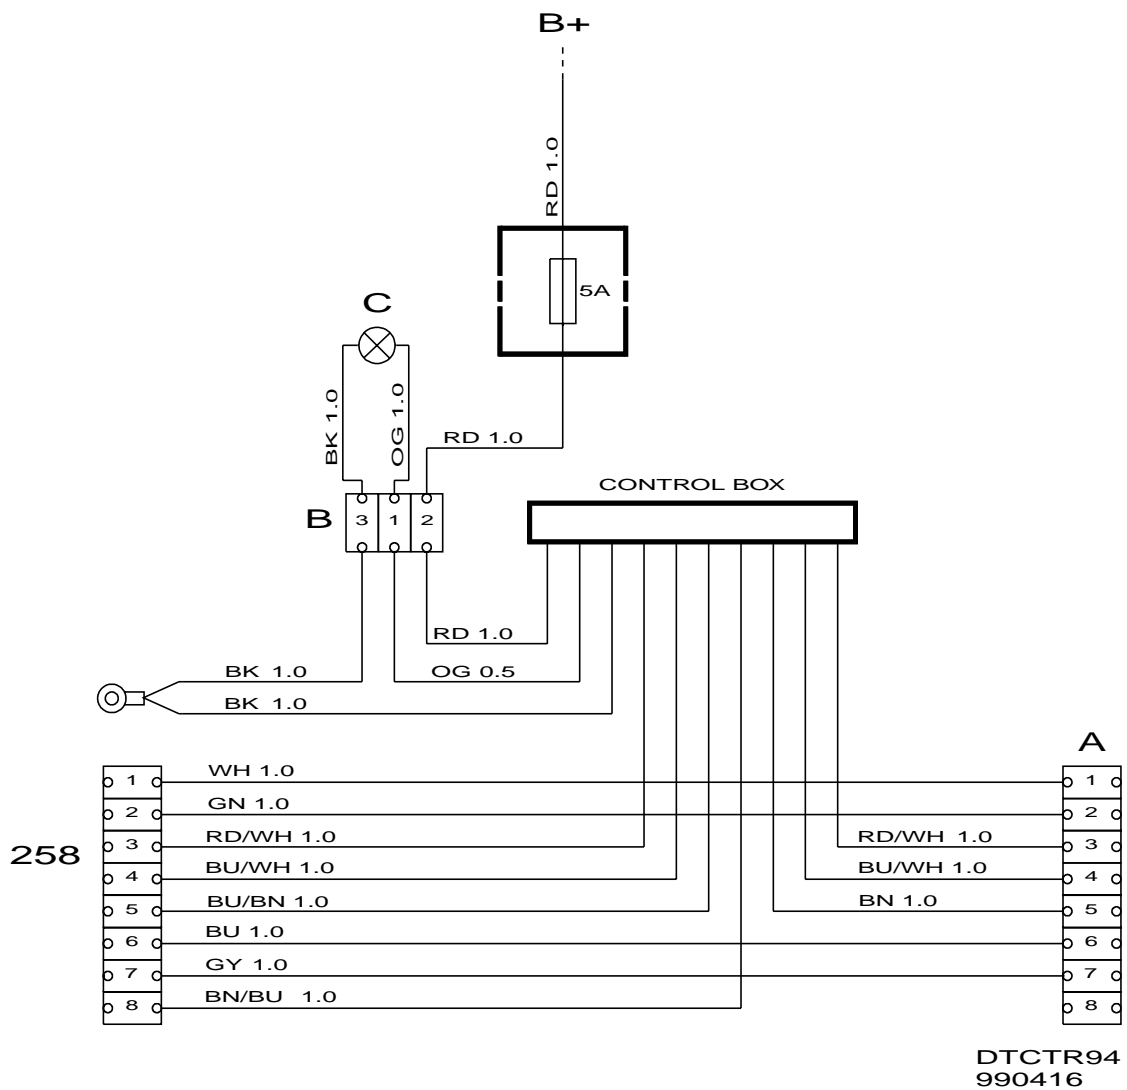 B+
RD 1.0
5A
C
BK 1.0
OG 1.0
RD 1.0
CONTROL BOX
B
3 1 2
RD 1.0
BK 1.0
OG 0.5
BK 1.0
A
258
1 WH 1.0 1
2 GN 1.0 2
3 RD/WH 1.0 RD/WH 1.0 3
4 BU/WH 1.0 BU/WH 1.0 4
5 BU/BN 1.0 BN 1.0 5
6 BU 1.0 6
7 GY 1.0 7
8 BN/BU 1.0 8
DTCTR94
990416